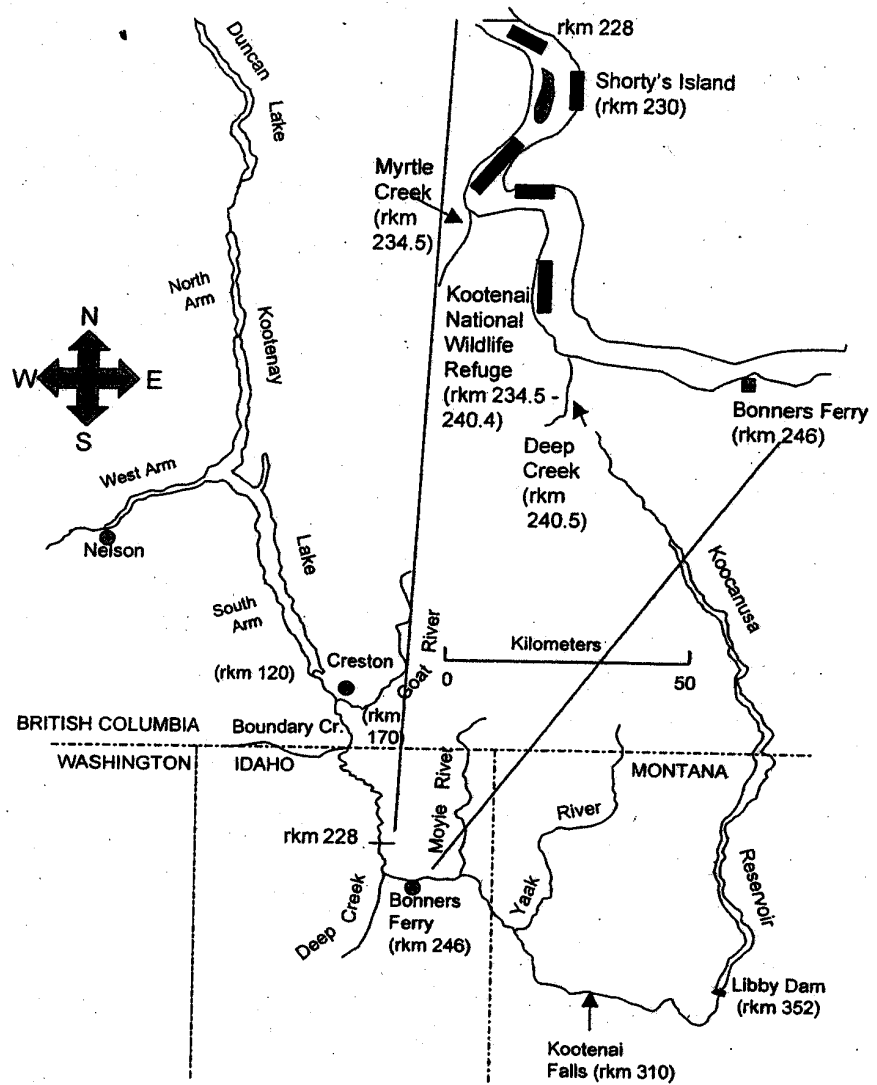 Duncan
Lake
rkm 228
Shorty's Island
(rkm 230)
Myrtle
Creek
(rkm
234.5)
North
Arm
Kootenay
N
W
E
S
Kootenai
National
Wildlife
Refuge
(rkm 234.5 -
240.4)
Bonners Ferry
(rkm 246)
Deep
Creek
(rkm
240.5)
West Arm
Nelson
Lake
South
Arm
Koocanusa
(rkm 120)
Creston
Goat River
Kilometers
0
50
(rkm
170)
BRITISH COLUMBIA
Boundary Cr.
WASHINGTON
IDAHO
MONTANA
Moyie River
River
Yaak
rkm 228
Deep Creek
Bonners
Ferry
(rkm 246)
Reservoir
Libby Dam
(rkm 352)
Kootenai
Falls (rkm 310)